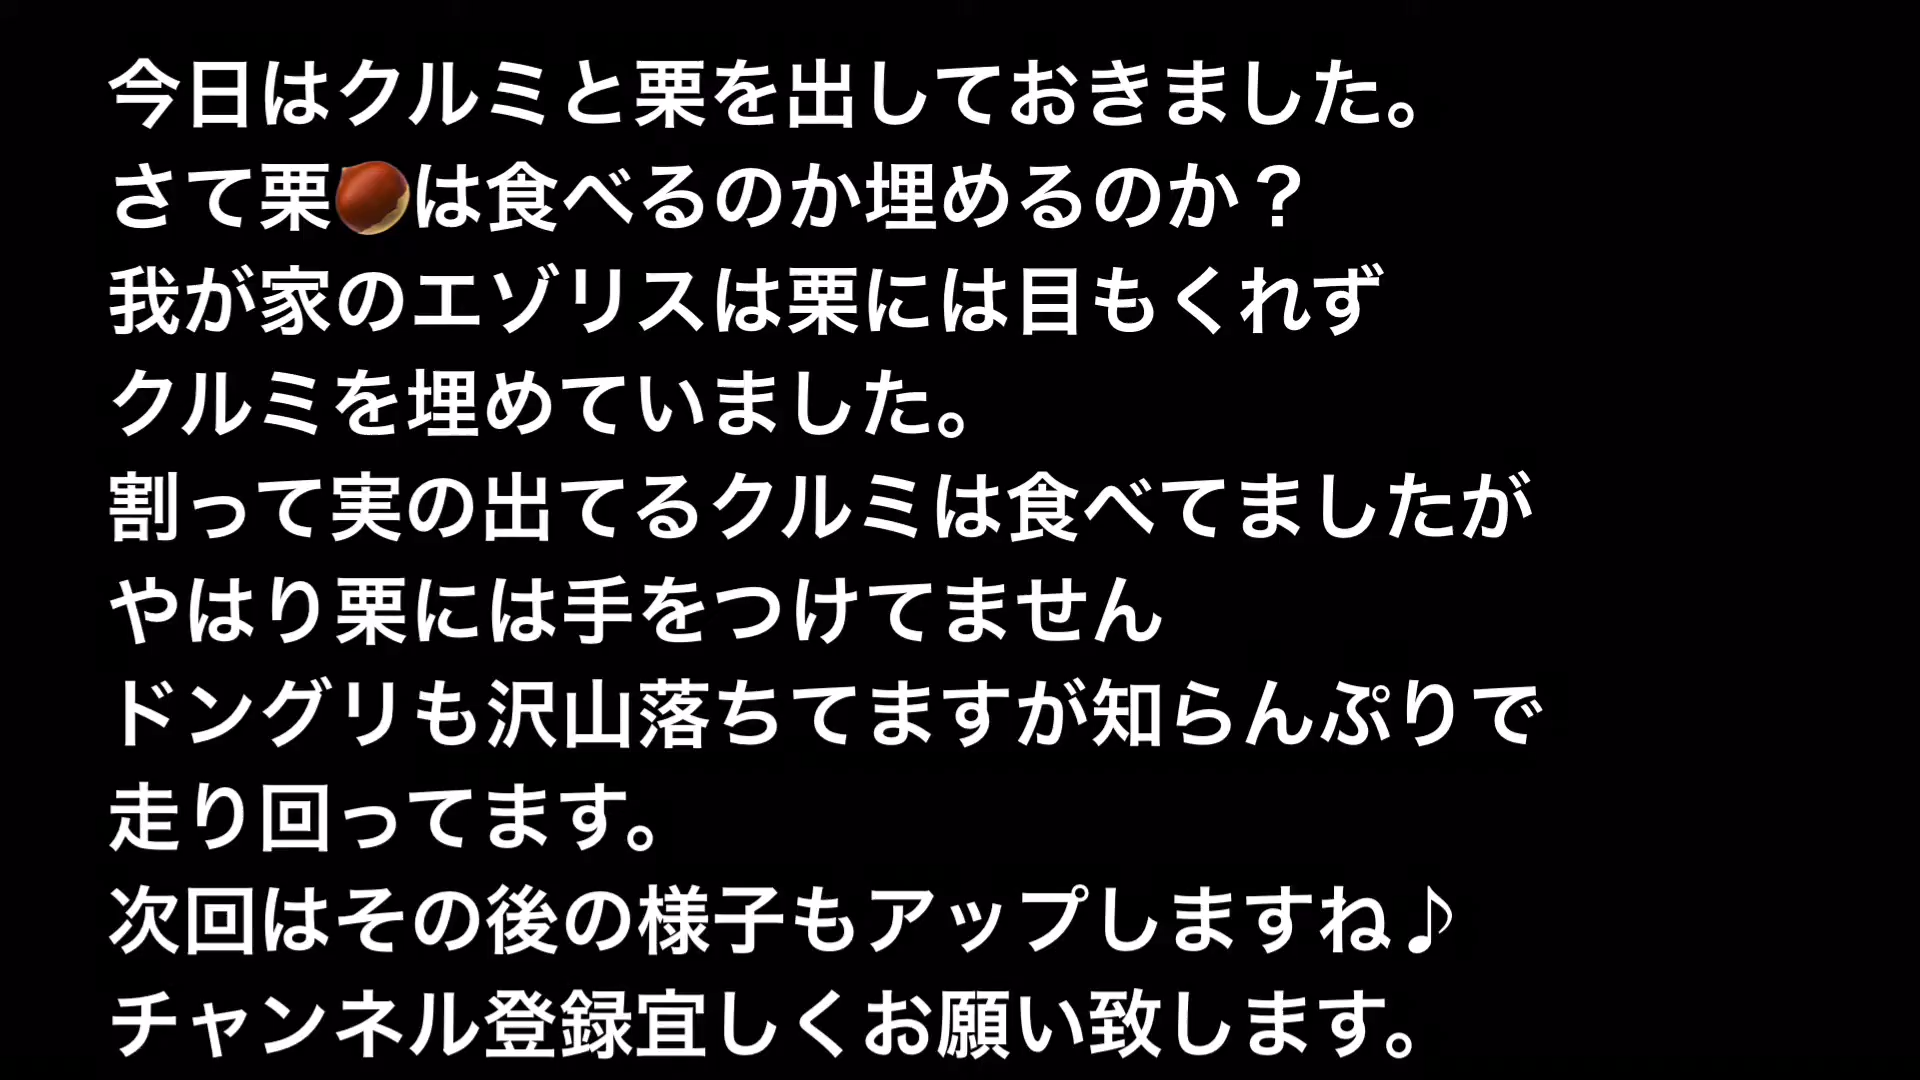 今日はクルミと栗を出しておきました。
さて栗🌰は食べるのか埋めるのか？
我が家のエゾリスは栗には目もくれず
クルミを埋めていました。
割って実の出てるクルミは食べてましたが
やはり栗には手をつけてません
ドングリも沢山落ちてますが知らんぷりで
走り回ってます。
次回はその後の様子もアップしますね♪
チャンネル登録宜しくお願い致します。